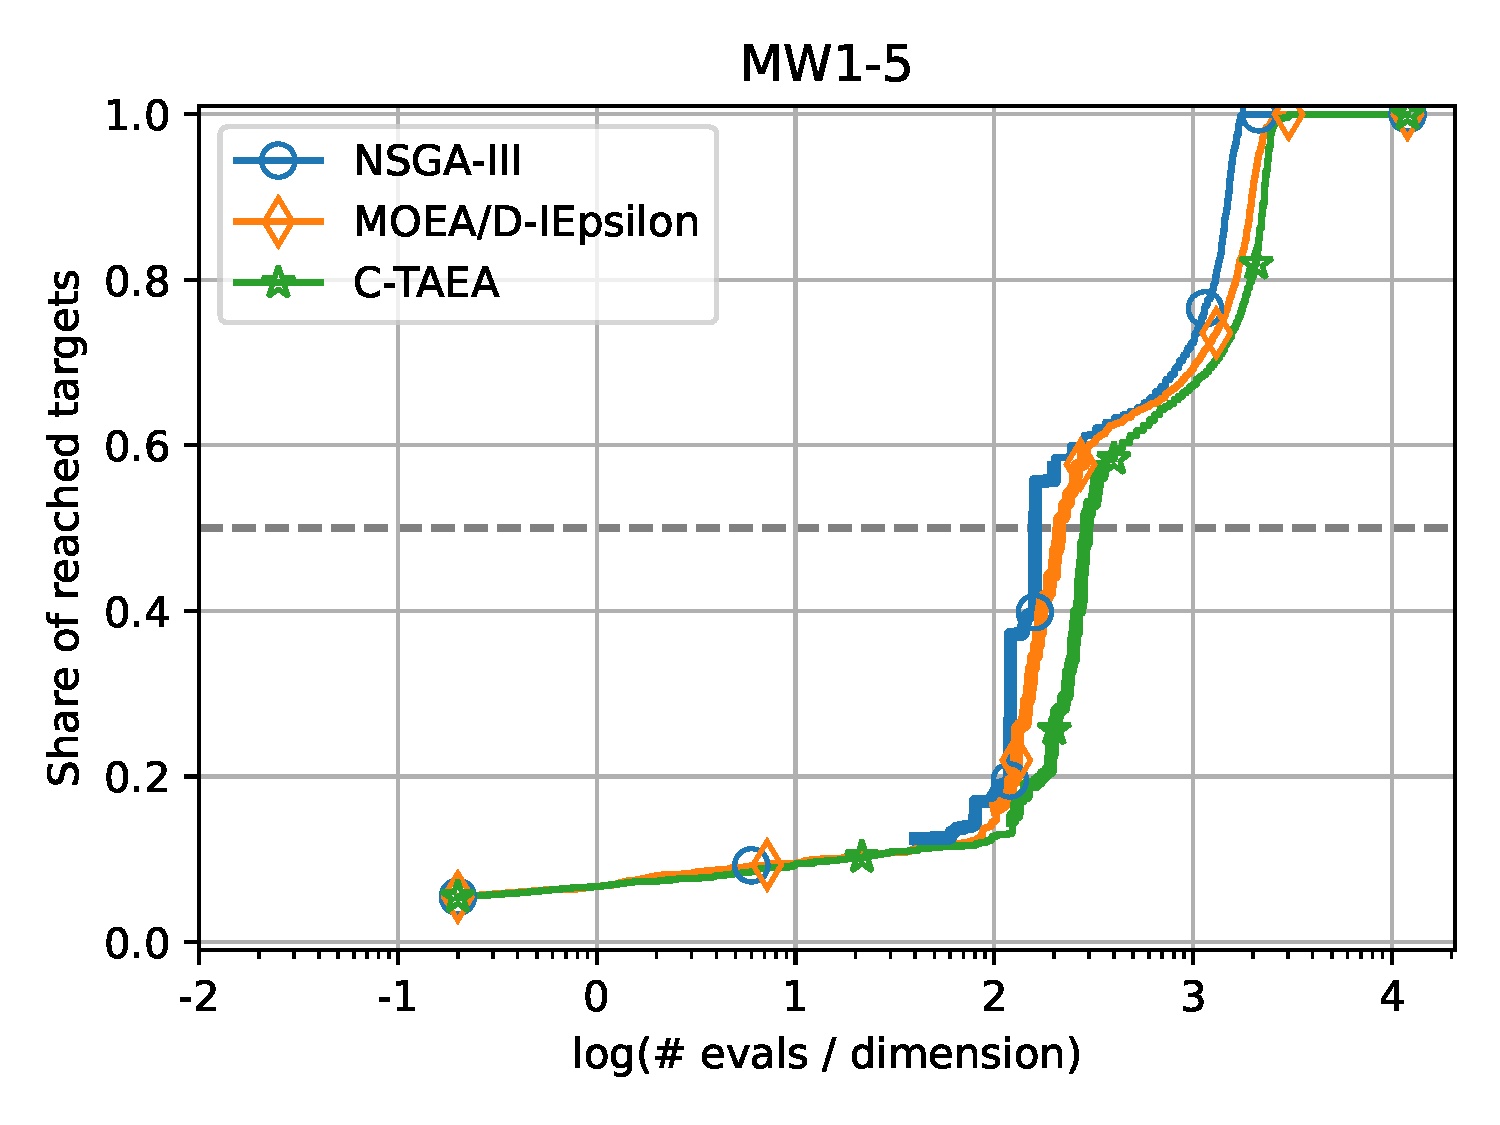 MW1-5
1.0
0.8
0.6
0.4
0.2
0.0
Share of reached targets
NSGA-III
MOEA/D-IEpsilon
C-TAEA
-2 -1 0 1 2 3 4
log(# evals / dimension)